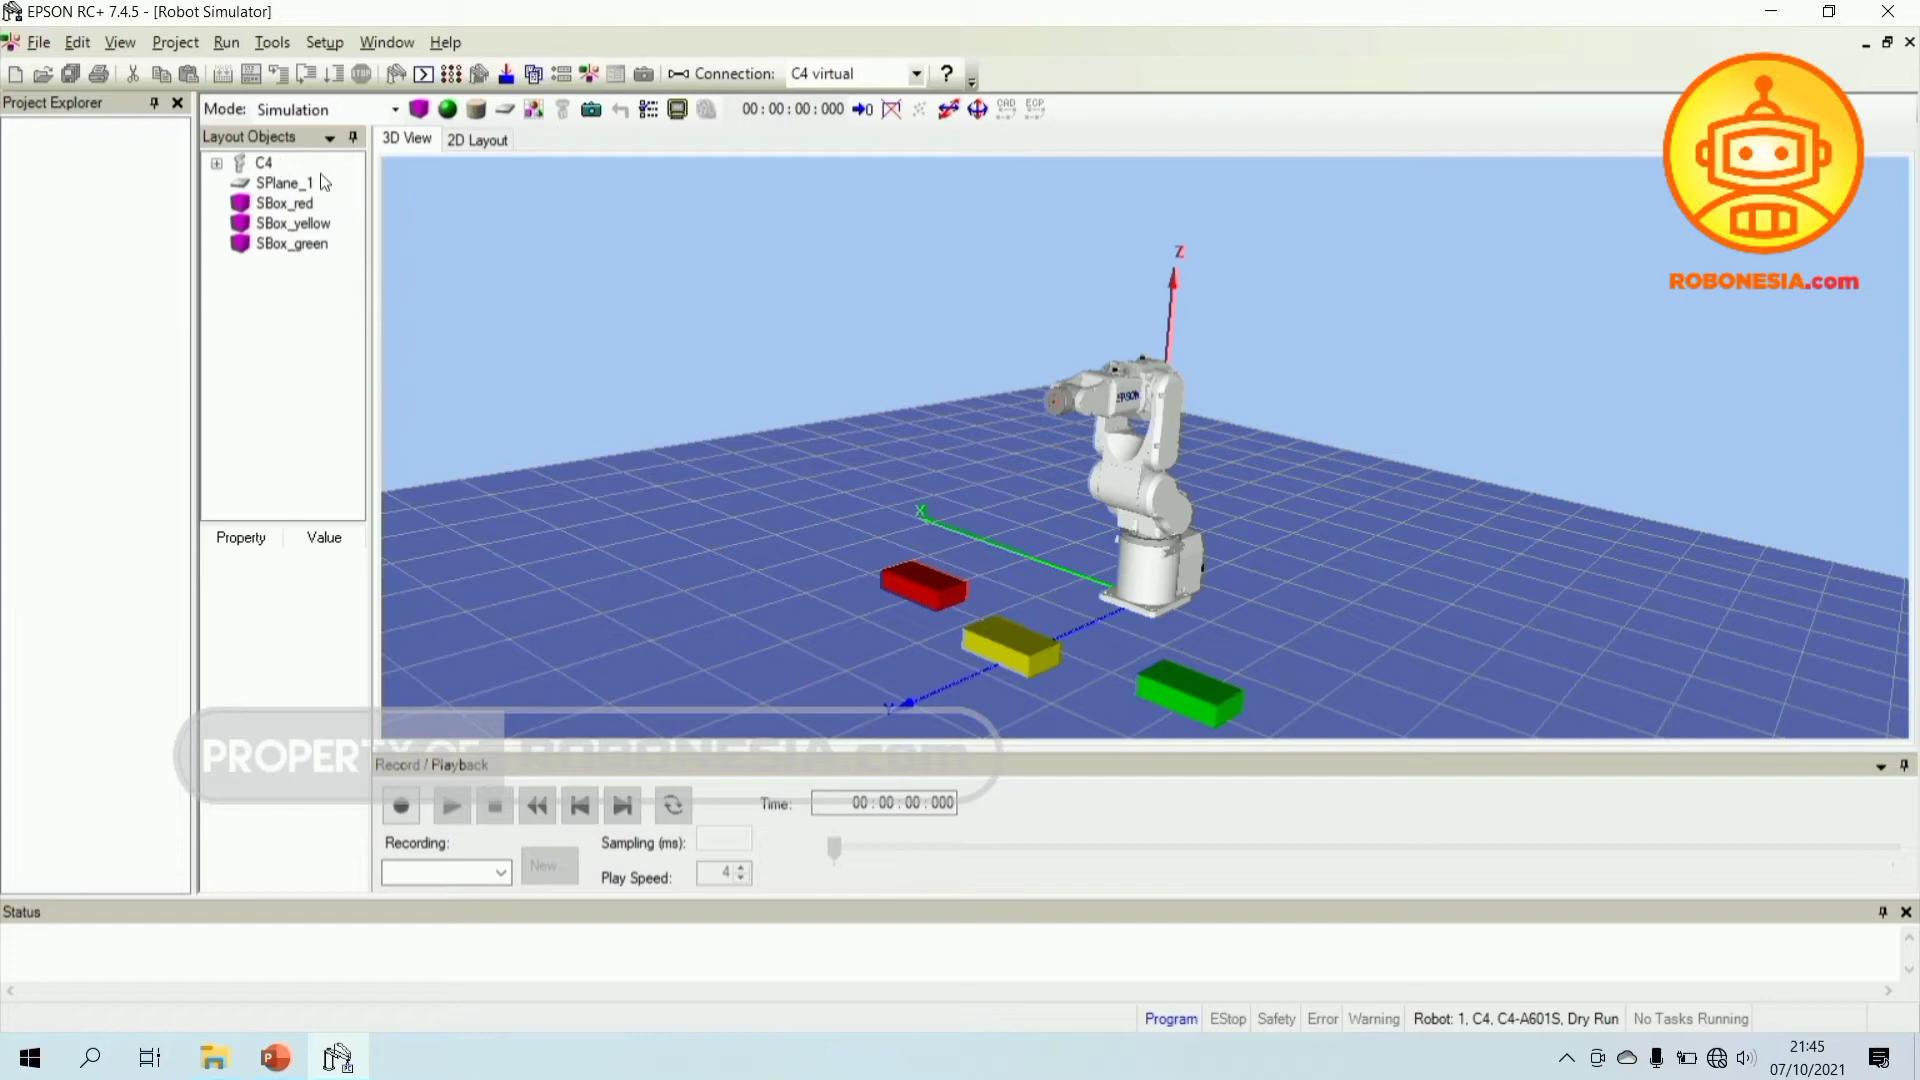 EPSON RC+ 7.4.5 - [Robot Simulator]
File Edit View Project Run Tools Setup Window Help
Connection: C4 virtual
Project Explorer
Mode: Simulation
00 : 00 : 00 : 000
CAD
ECP
Layout Objects
3D View
2D Layout
C4
SPlane_1
SBox_red
SBox_yellow
SBox_green
Z
EPSON
X
Y
ROBONESIA.com
Property Value
PROPERTY OF ROBONESIA.com
Record / Playback
Time: 00 : 00 : 00 : 000
Recording:
New...
Sampling (ms):
Play Speed: 4
Status
Program EStop Safety Error Warning Robot: 1, C4, C4-A601S, Dry Run No Tasks Running
21:45
07/10/2021